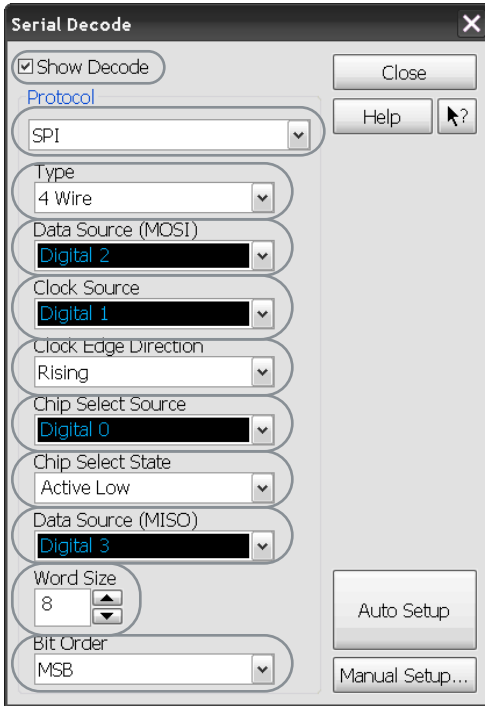 Serial Decode
Show Decode
Close
Protocol
Help
?
SPI
Type
4 Wire
Data Source (MOSI)
Digital 2
Clock Source
Digital 1
Clock Edge Direction
Rising
Chip Select Source
Digital 0
Chip Select State
Active Low
Data Source (MISO)
Digital 3
Word Size
8
Auto Setup
Bit Order
MSB
Manual Setup...